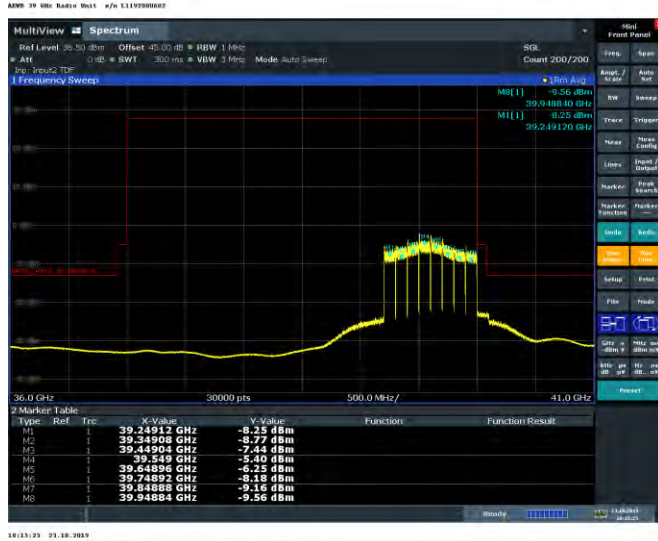 AEWB 39 GHz Radio Unit s/n L1192000602
MultiView Spectrum
Ref Level 36.50 dBm Offset 45.00 dB RBW 1 MHz SGL
Att 0 dB SWT 300 ms VBW 3 MHz Mode Auto Sweep Count 200/200
Inp: Input2 TDF
1 Frequency Sweep 1Rm Avg
M8[1] -9.56 dBm
39.948840 GHz
M1[1] -8.25 dBm
39.249120 GHz
36.0 GHz 30000 pts 500.0 MHz/ 41.0 GHz
2 Marker Table
Type Ref Trc X-Value Y-Value Function Function Result
M1 1 39.24912 GHz -8.25 dBm
M2 1 39.34908 GHz -8.77 dBm
M3 1 39.44904 GHz -7.44 dBm
M4 1 39.549 GHz -5.40 dBm
M5 1 39.64896 GHz -6.25 dBm
M6 1 39.74892 GHz -8.18 dBm
M7 1 39.84888 GHz -9.16 dBm
M8 1 39.94884 GHz -9.56 dBm
Ready
Mini
Front Panel
Freq. Span
Ampt. / Scale Auto Set
BW Sweep
Trace Trigger
Meas Meas Config
Lines Input / Output
Marker Peak Search
Marker Function Marker
Undo Redo
Setup Print
File Mode
Preset
18:15:25 21.10.2019